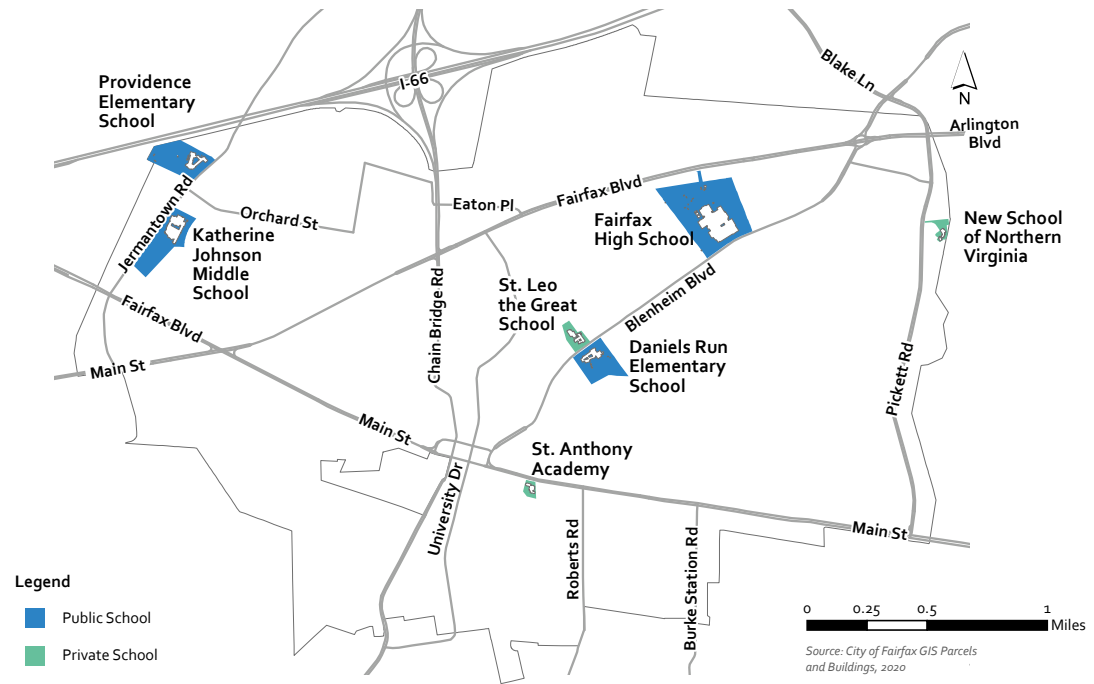 Providence
Elementary
School
I-66
Blake Ln
N
Arlington
Blvd
Jermantown Rd
Orchard St
Eaton Pl
Fairfax Blvd
Katherine
Johnson
Middle
School
Fairfax
High School
New School
of Northern
Virginia
Fairfax Blvd
Main St
Chain Bridge Rd
St. Leo
the Great
School
Blenheim Blvd
Daniels Run
Elementary
School
Pickett Rd
Main St
St. Anthony
Academy
University Dr
Roberts Rd
Burke Station Rd
Main St
Legend
Public School
Private School
0 0.25 0.5 1
Miles
Source: City of Fairfax GIS Parcels
and Buildings, 2020